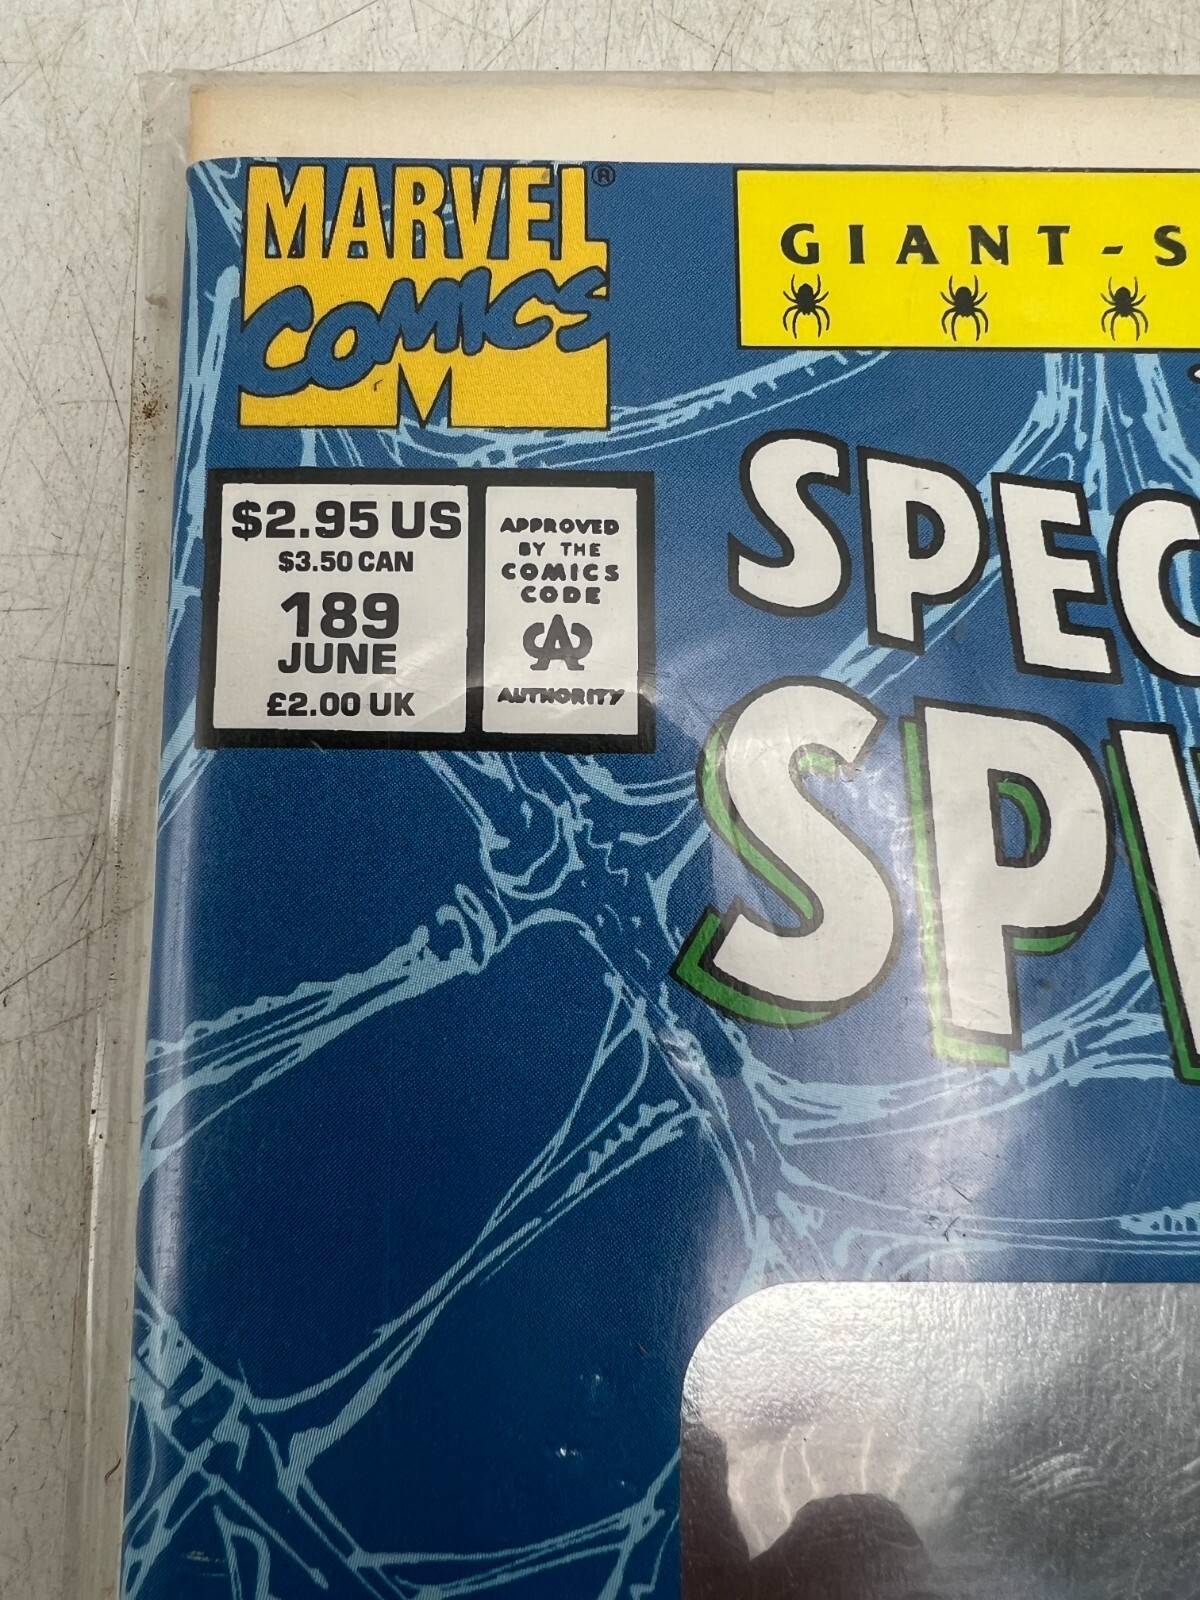 MARVEL®
COMICS
M
GIANT-S
SPEC
SPI
$2.95 US
$3.50 CAN
189
JUNE
£2.00 UK
APPROVED
BY THE
COMICS
CODE
CA
AUTHORITY